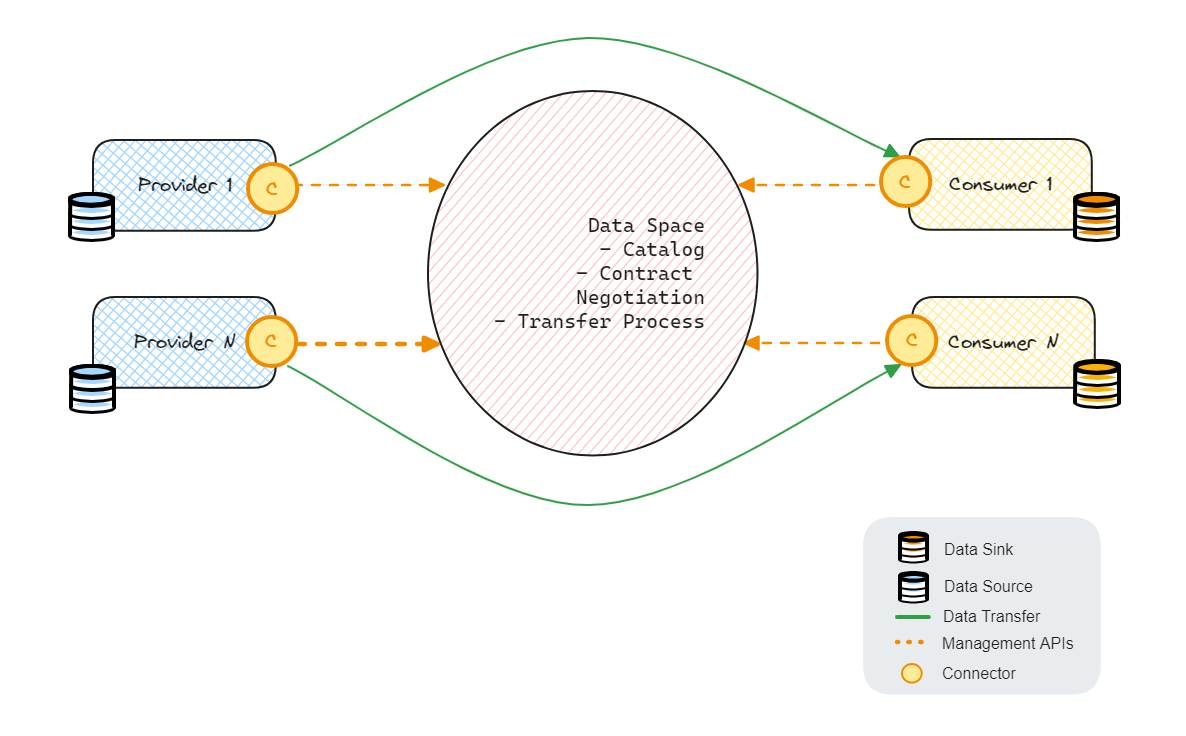 Provider 1
C
C
Consumer 1
Data Space
- Catalog
- Contract
Negotiation
- Transfer Process
Provider N
C
C
Consumer N
Data Sink
Data Source
Data Transfer
Management APIs
C
Connector